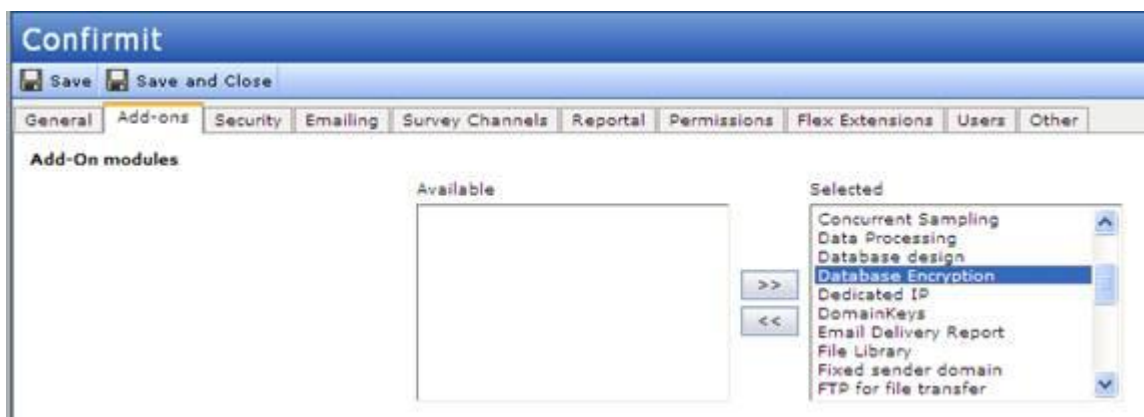 Confirmit
Save Save and Close
General Add-ons Security Emailing Survey Channels Reportal Permissions Flex Extensions Users Other
Add-On modules
Available Selected
Concurrent Sampling
Data Processing
Database design
Database Encryption
>> Dedicated IP
DomainKeys
<< Email Delivery Report
File Library
Fixed sender domain
FTP for file transfer